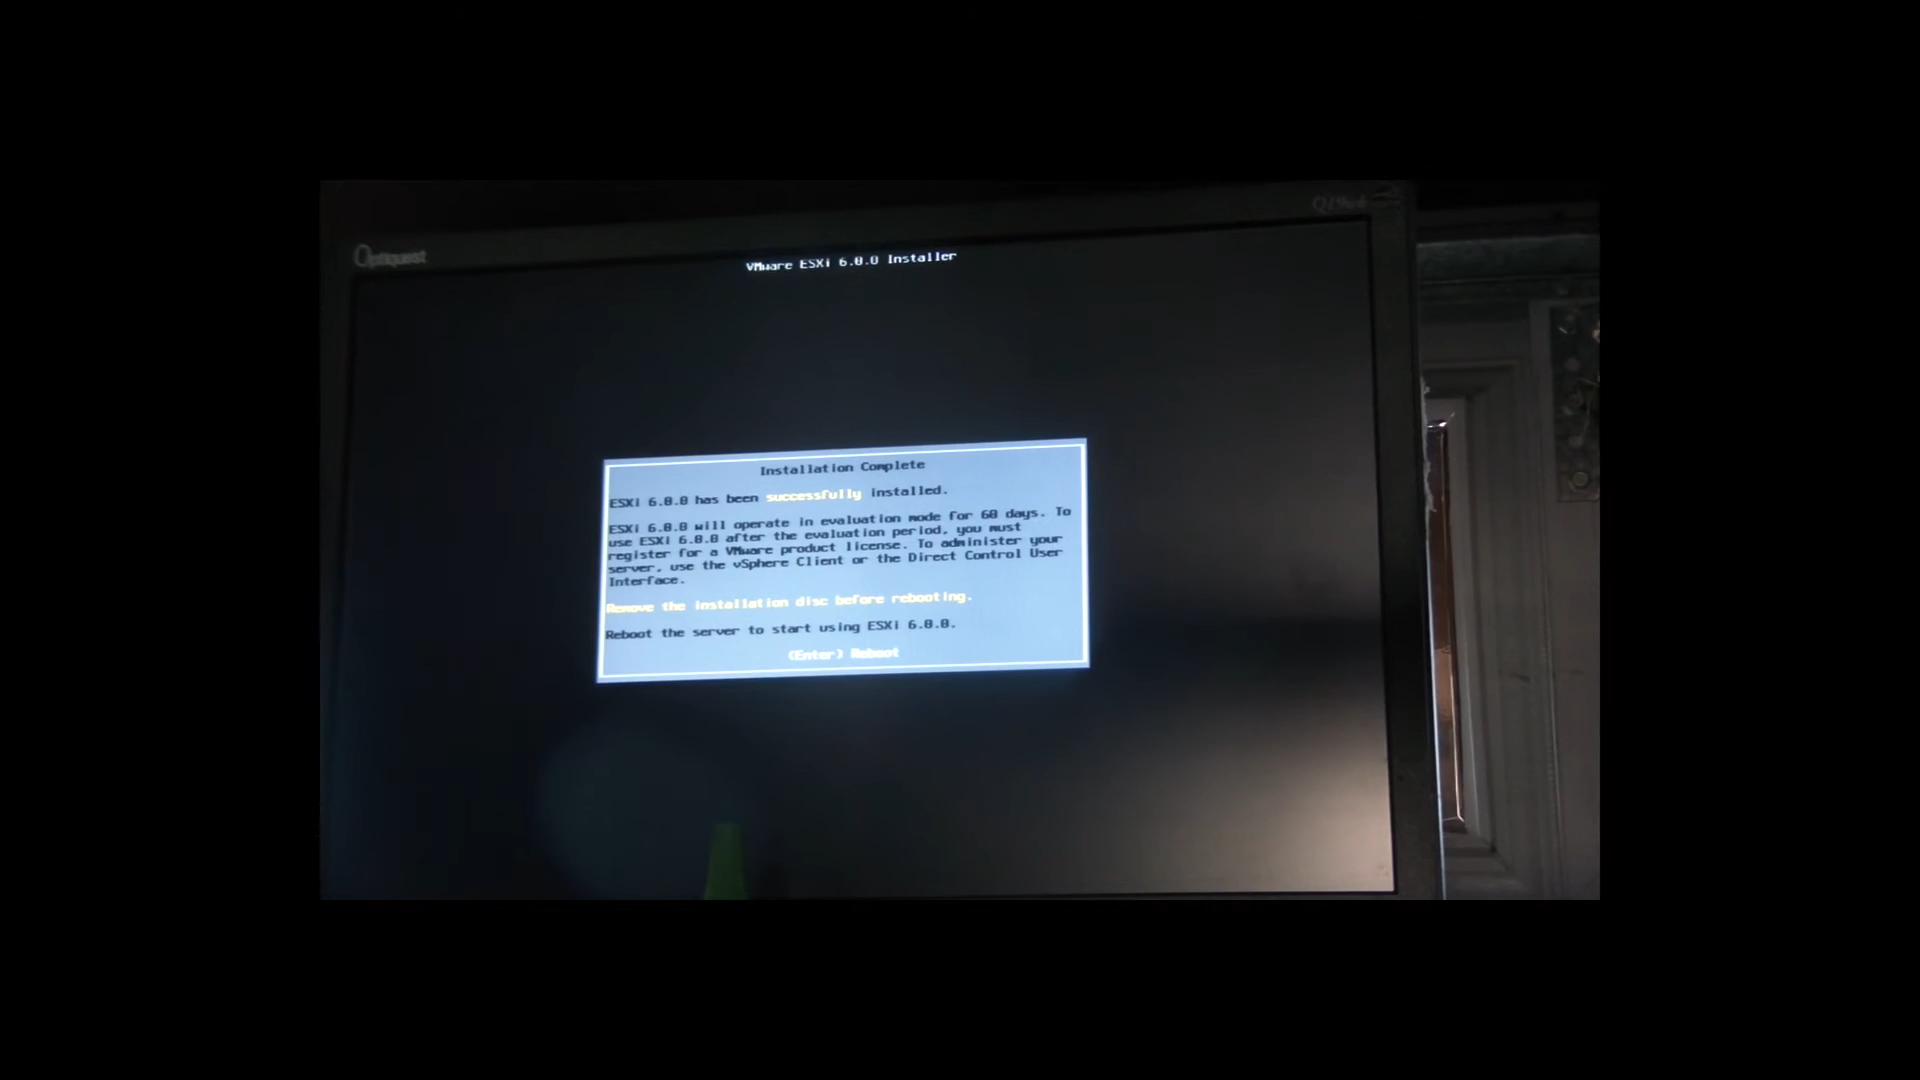 Optiquest
VMware ESXi 6.0.0 Installer
Installation Complete
ESXi 6.0.0 has been successfully installed.
ESXi 6.0.0 will operate in evaluation mode for 60 days. To
use ESXi 6.0.0 after the evaluation period, you must
register for a VMware product license. To administer your
server, use the vSphere Client or the Direct Control User
Interface.
Remove the installation disc before rebooting.
Reboot the server to start using ESXi 6.0.0.
(Enter) Reboot